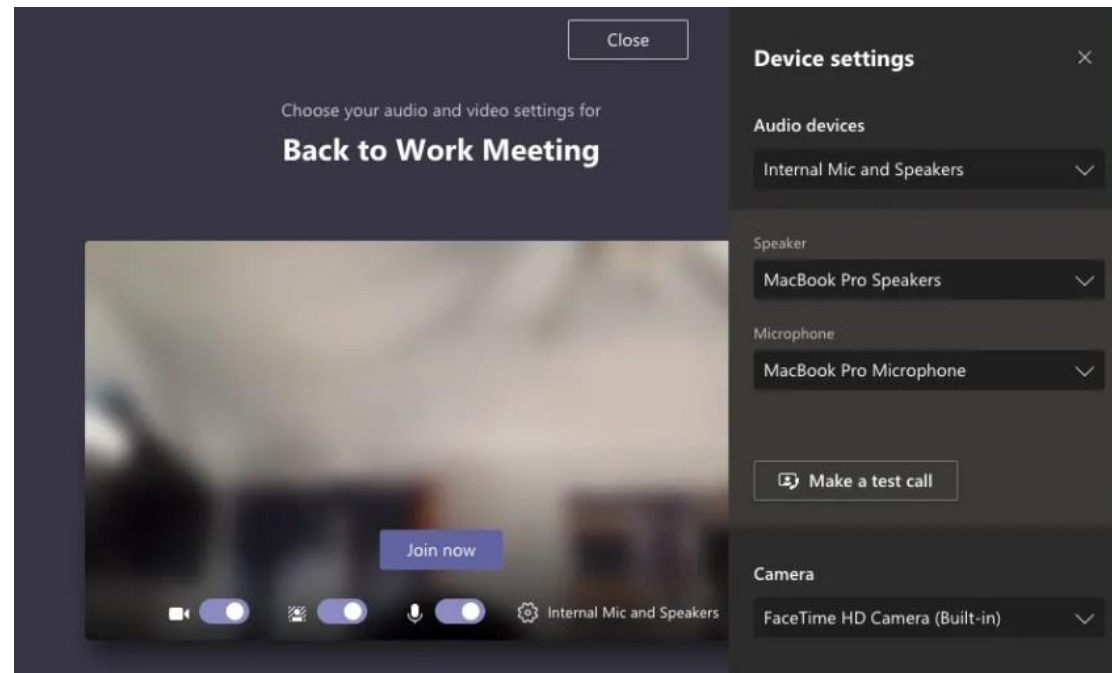 Close
Choose your audio and video settings for
Back to Work Meeting
Join now
Internal Mic and Speakers
Device settings
Audio devices
Internal Mic and Speakers
Speaker
MacBook Pro Speakers
Microphone
MacBook Pro Microphone
Make a test call
Camera
FaceTime HD Camera (Built-in)